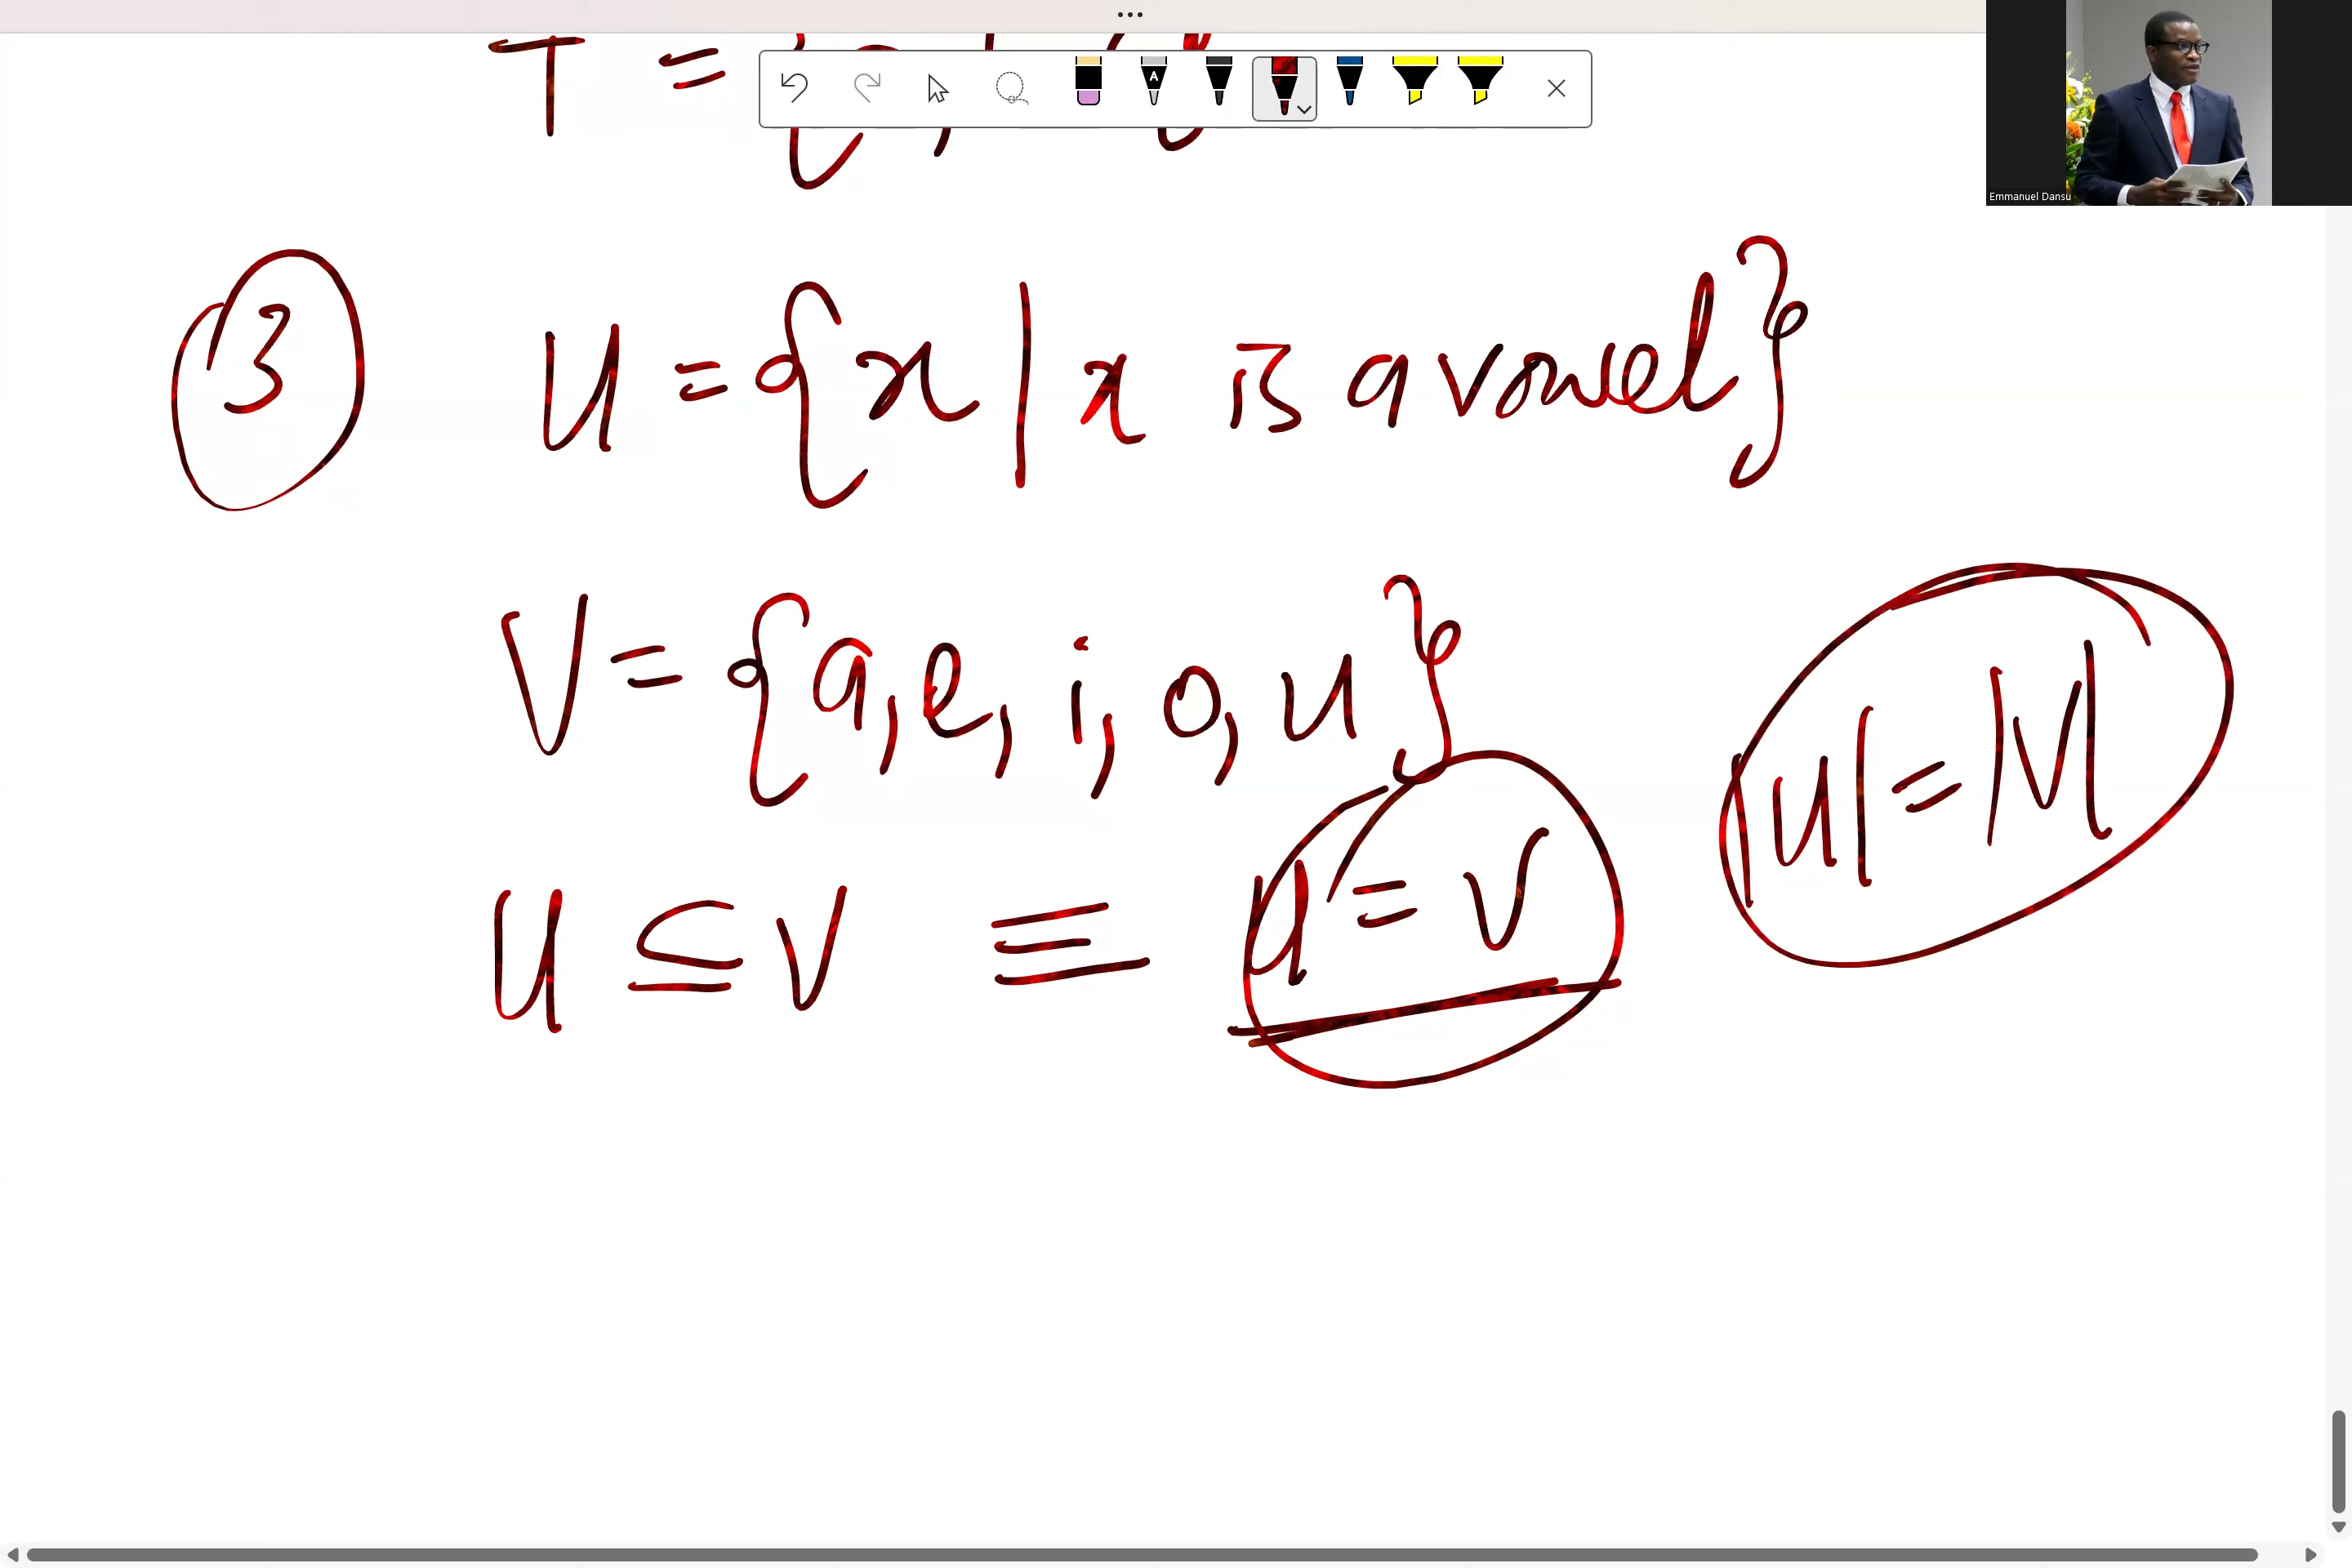 T =
Emmanuel Dansu
3 U = {x | x is a vowel}
V = {a, e, i, o, u}
|U| = |V|
U ⊆ V ≡ U = V